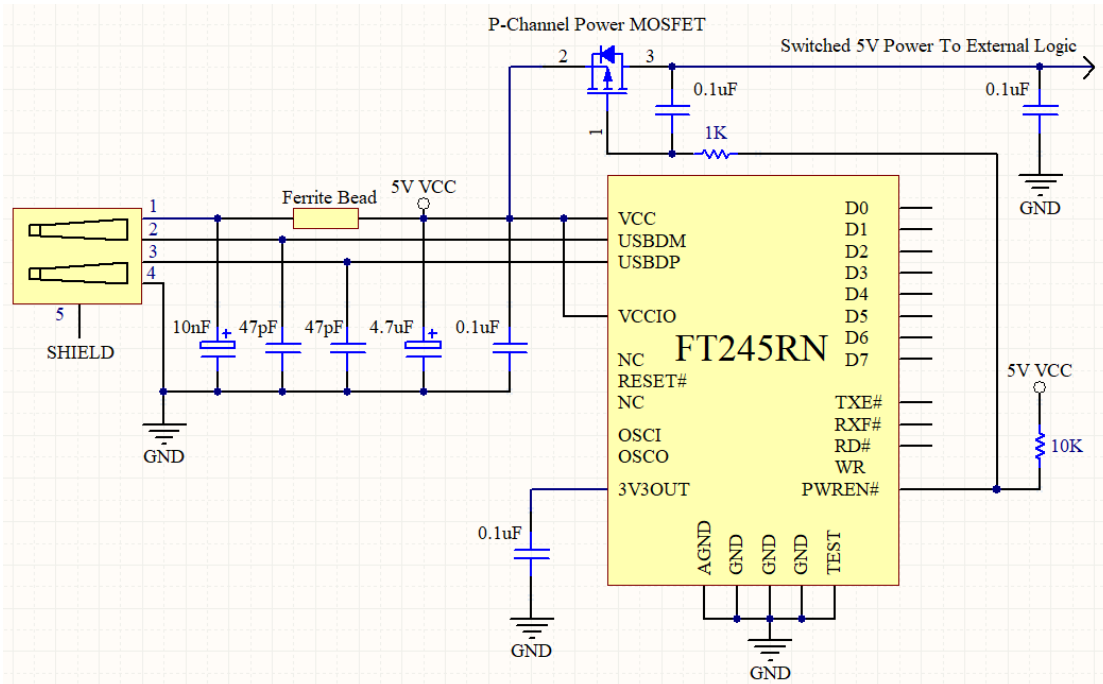 P-Channel Power MOSFET
2
3
Switched 5V Power To External Logic
0.1uF
0.1uF
1
1K
GND
Ferrite Bead
5V VCC
1
2
3
4
5
SHIELD
10nF
+
47pF
47pF
4.7uF
+
0.1uF
GND
VCC
USBDM
USBDP
VCCIO
FT245RN
NC
RESET#
NC
OSCI
OSCO
3V3OUT
D0
D1
D2
D3
D4
D5
D6
D7
TXE#
RXF#
RD#
WR
PWREN#
5V VCC
10K
0.1uF
GND
AGND
GND
GND
GND
TEST
GND